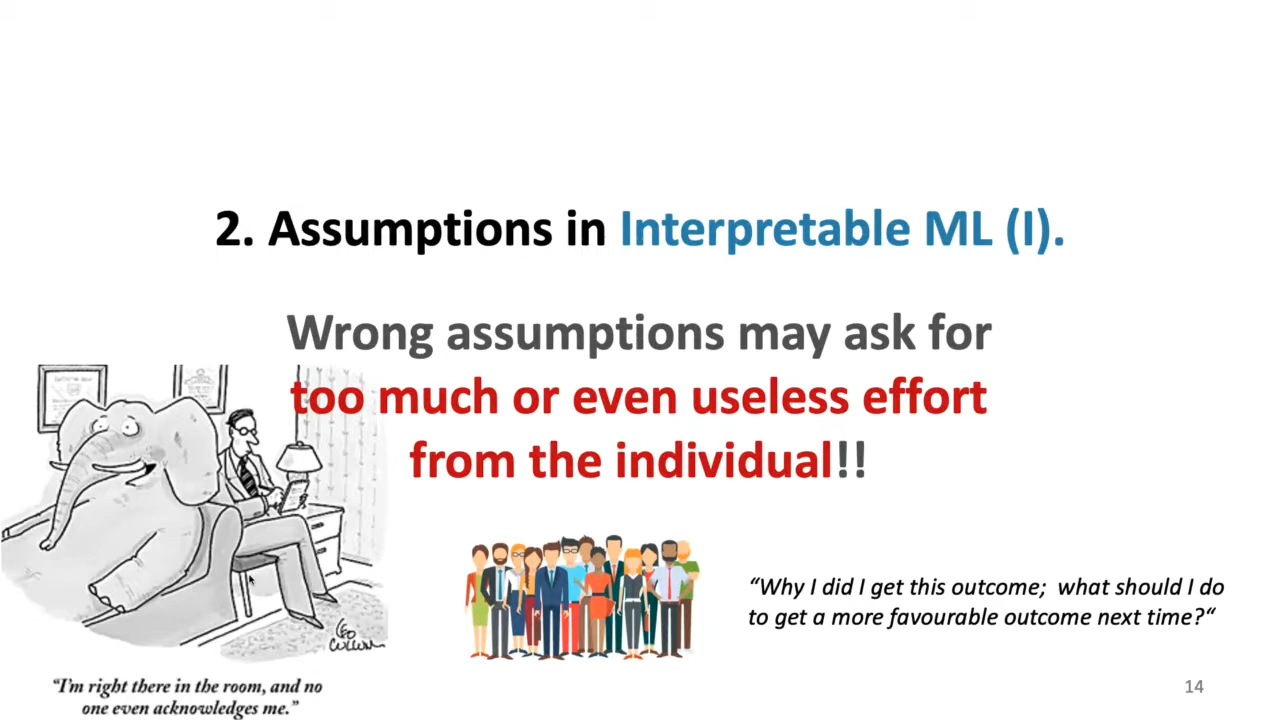 2. Assumptions in Interpretable ML (I).
Wrong assumptions may ask for
too much or even useless effort
from the individual!!
LEO
CULLUM
“I'm right there in the room, and no
one even acknowledges me.”
“Why I did I get this outcome;  what should I do
to get a more favourable outcome next time?“
14